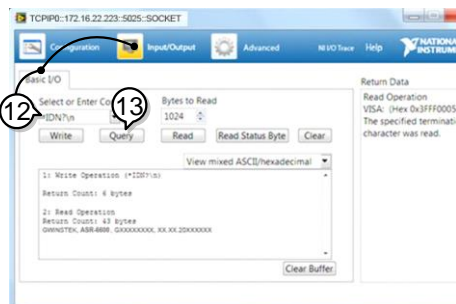 TCPIP0::172.16.22.223::5025::SOCKET
Configuration Input/Output Advanced NI I/O Trace Help NATIONAL INSTRUM
Basic I/O
Return Data
12 13
Select or Enter Co Bytes to Read
*IDN?\n 1024
Write Query Read Read Status Byte Clear
View mixed ASCII/hexadecimal
Read Operation
VISA: (Hex 0x3FFF0005
The specified terminati
character was read.
1: Write Operation (*IDN?\n)
Return Count: 6 bytes
2: Read Operation
Return Count: 43 bytes
GWINSTEK, ASR-6600, GXXXXXXXX, XX.XX.20XXXXXX
Clear Buffer